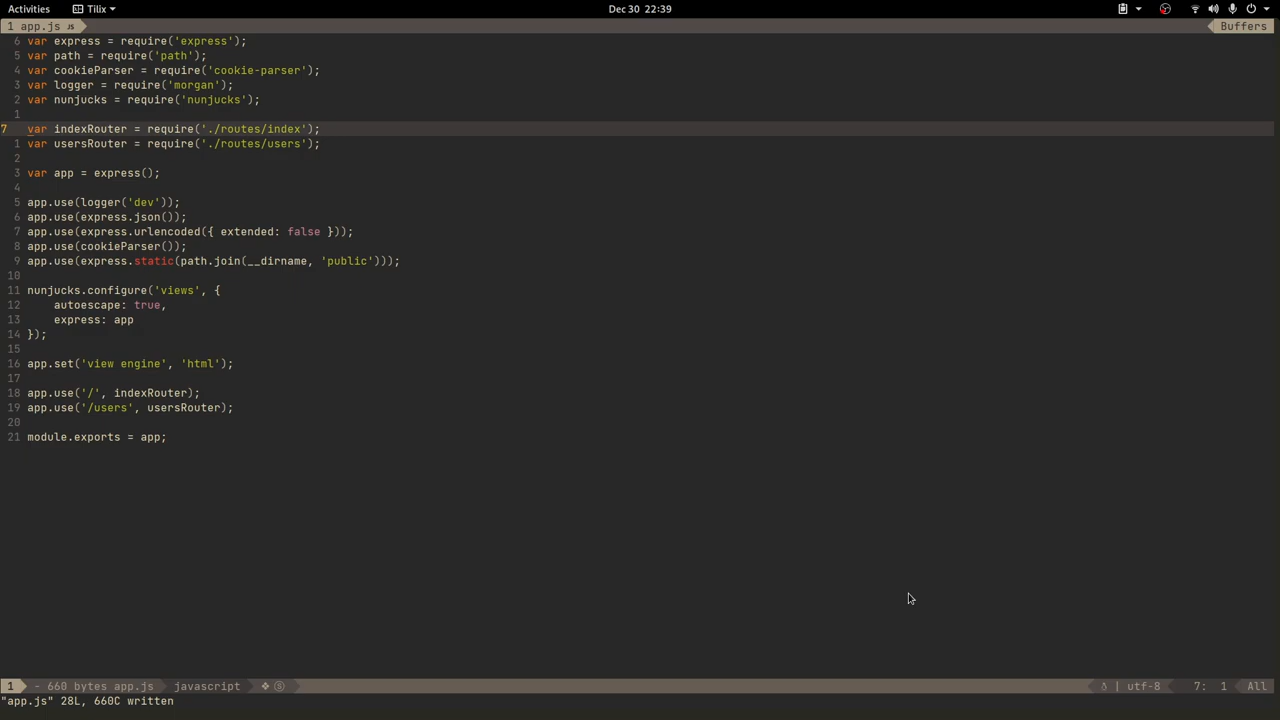 Activities Tilix Dec 30 22:39
1 app.js JS Buffers
6 var express = require('express');
5 var path = require('path');
4 var cookieParser = require('cookie-parser');
3 var logger = require('morgan');
2 var nunjucks = require('nunjucks');
1
7 var indexRouter = require('./routes/index');
1 var usersRouter = require('./routes/users');
2
3 var app = express();
4
5 app.use(logger('dev'));
6 app.use(express.json());
7 app.use(express.urlencoded({ extended: false }));
8 app.use(cookieParser());
9 app.use(express.static(path.join(__dirname, 'public')));
10
11 nunjucks.configure('views', {
12     autoescape: true,
13     express: app
14 });
15
16 app.set('view engine', 'html');
17
18 app.use('/', indexRouter);
19 app.use('/users', usersRouter);
20
21 module.exports = app;
1 - 660 bytes app.js javascript ❖ Ⓢ | utf-8 7: 1 All
"app.js" 28L, 660C written